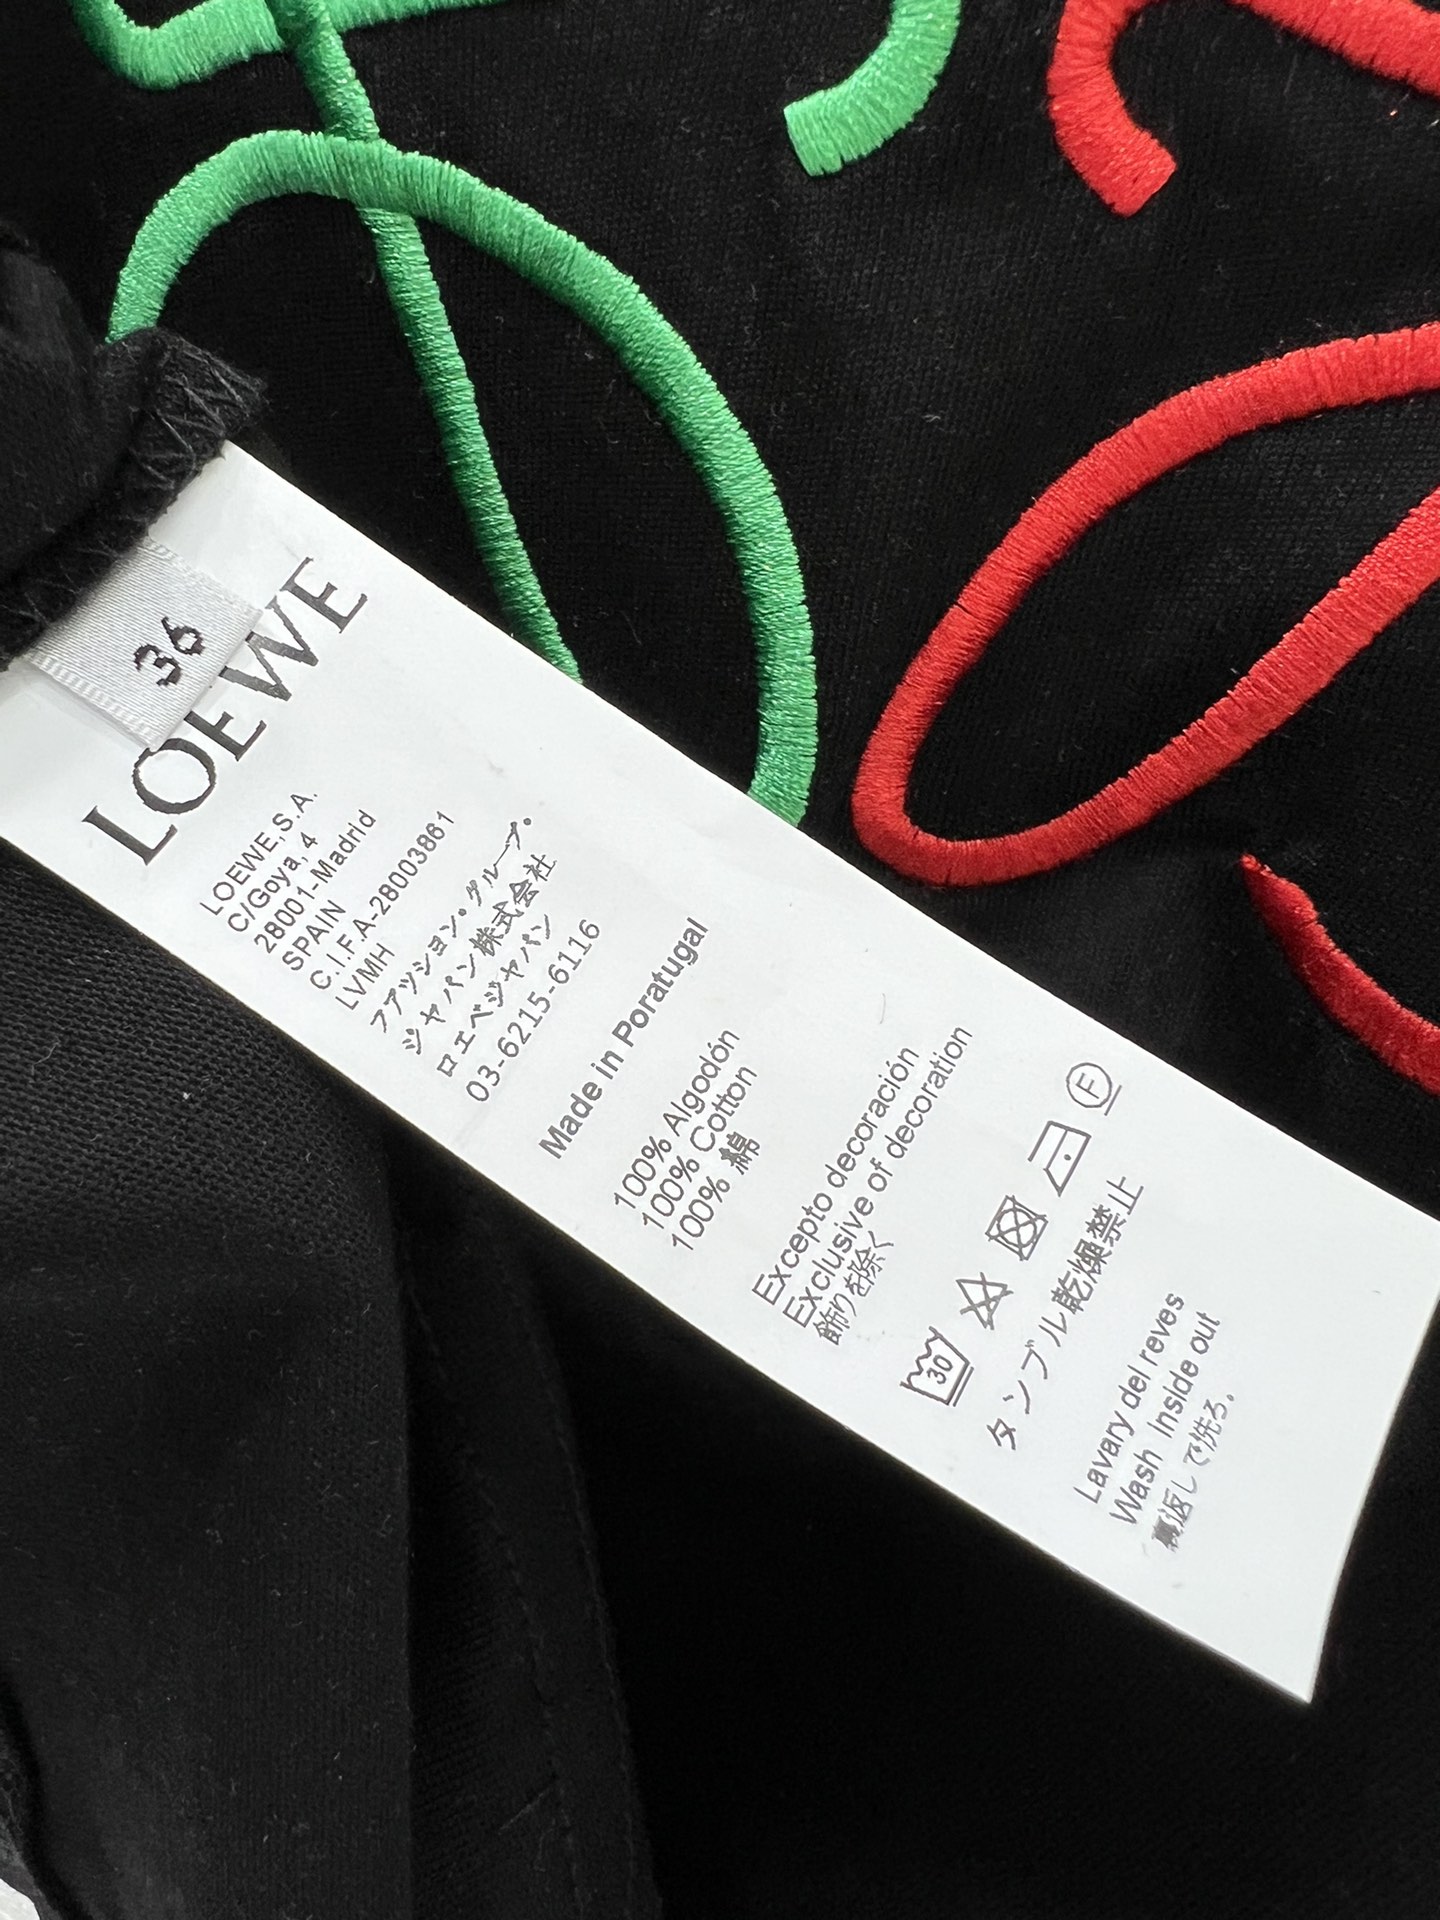 36
LOEWE
LOEWE,S.A.
C/Goya, 4
28001-Madrid
SPAIN
C.I.F.A-28003861
LVMH
ファッション・グループ・
ジャパン株式会社
ロエベジャパン
03-6215-6116
Made in Poratugal
100% Algodón
100% Cotton
100% 綿
Excepto decoración
Exclusive of decoration
飾りを除く
30
F
タンブル乾燥禁止
Lavary del reves
Wash Inside out
裏返しで洗ろ。